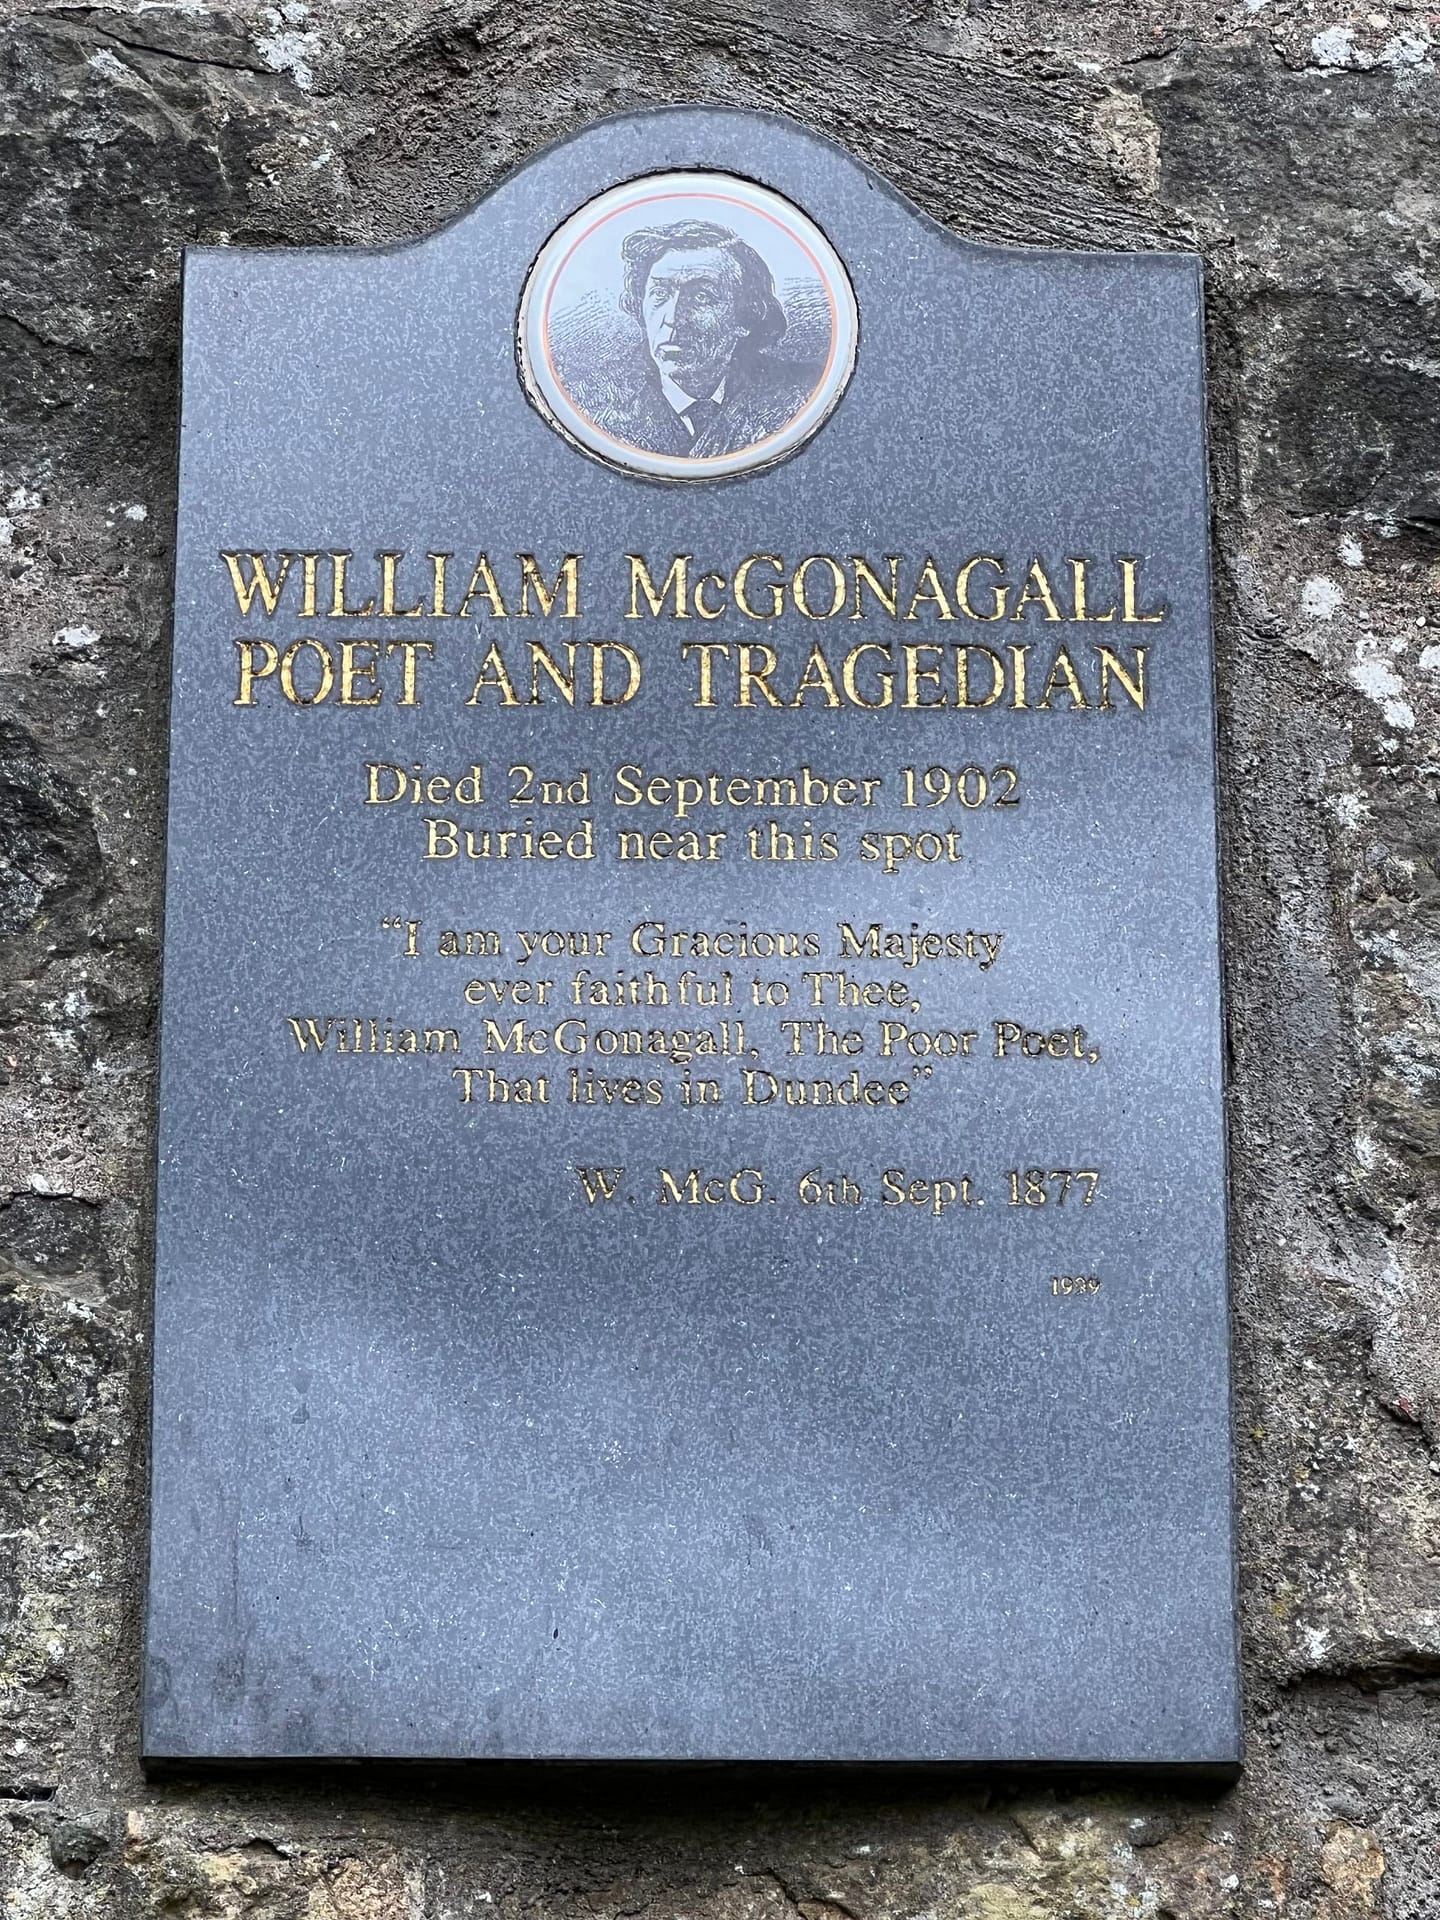 WILLIAM McGONAGALL
POET AND TRAGEDIAN
Died 2nd September 1902
Buried near this spot
“I am your Gracious Majesty
ever faithful to Thee,
William McGonagall, The Poor Poet,
That lives in Dundee”
W. McG. 6th Sept. 1877